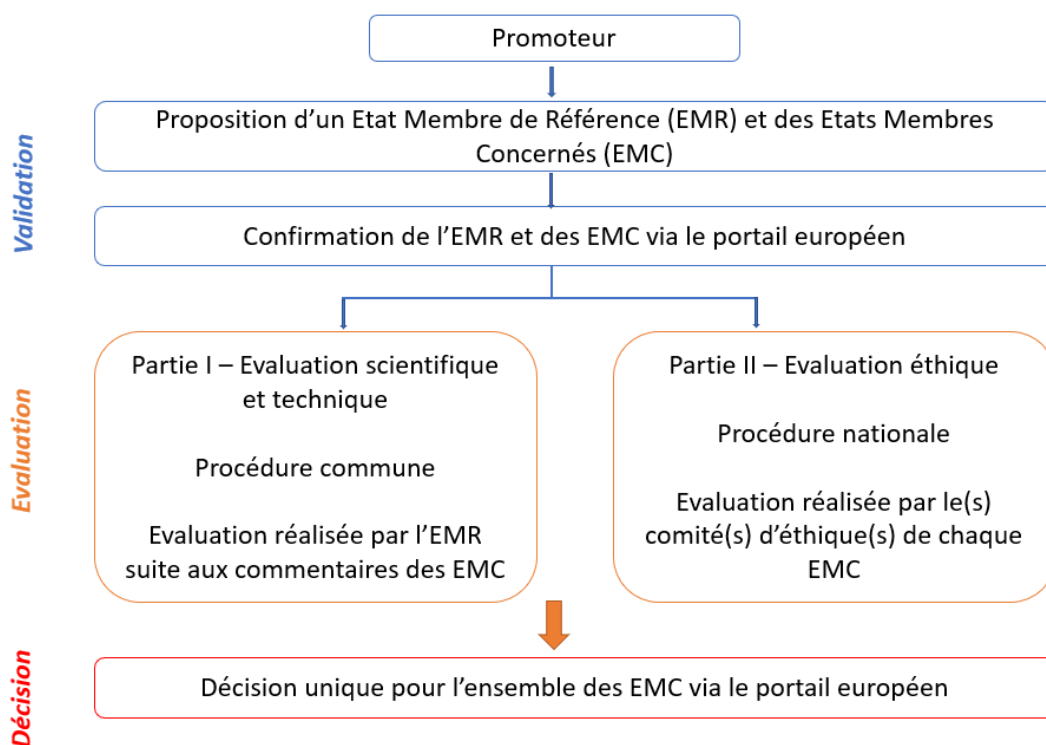 Promoteur
Validation
Proposition d’un Etat Membre de Référence (EMR) et des Etats Membres
Concernés (EMC)
Confirmation de l’EMR et des EMC via le portail européen
Evaluation
Partie I – Evaluation scientifique
et technique
Procédure commune
Evaluation réalisée par l’EMR
suite aux commentaires des EMC
Partie II – Evaluation éthique
Procédure nationale
Evaluation réalisée par le(s)
comité(s) d’éthique(s) de chaque
EMC
Décision
Décision unique pour l’ensemble des EMC via le portail européen